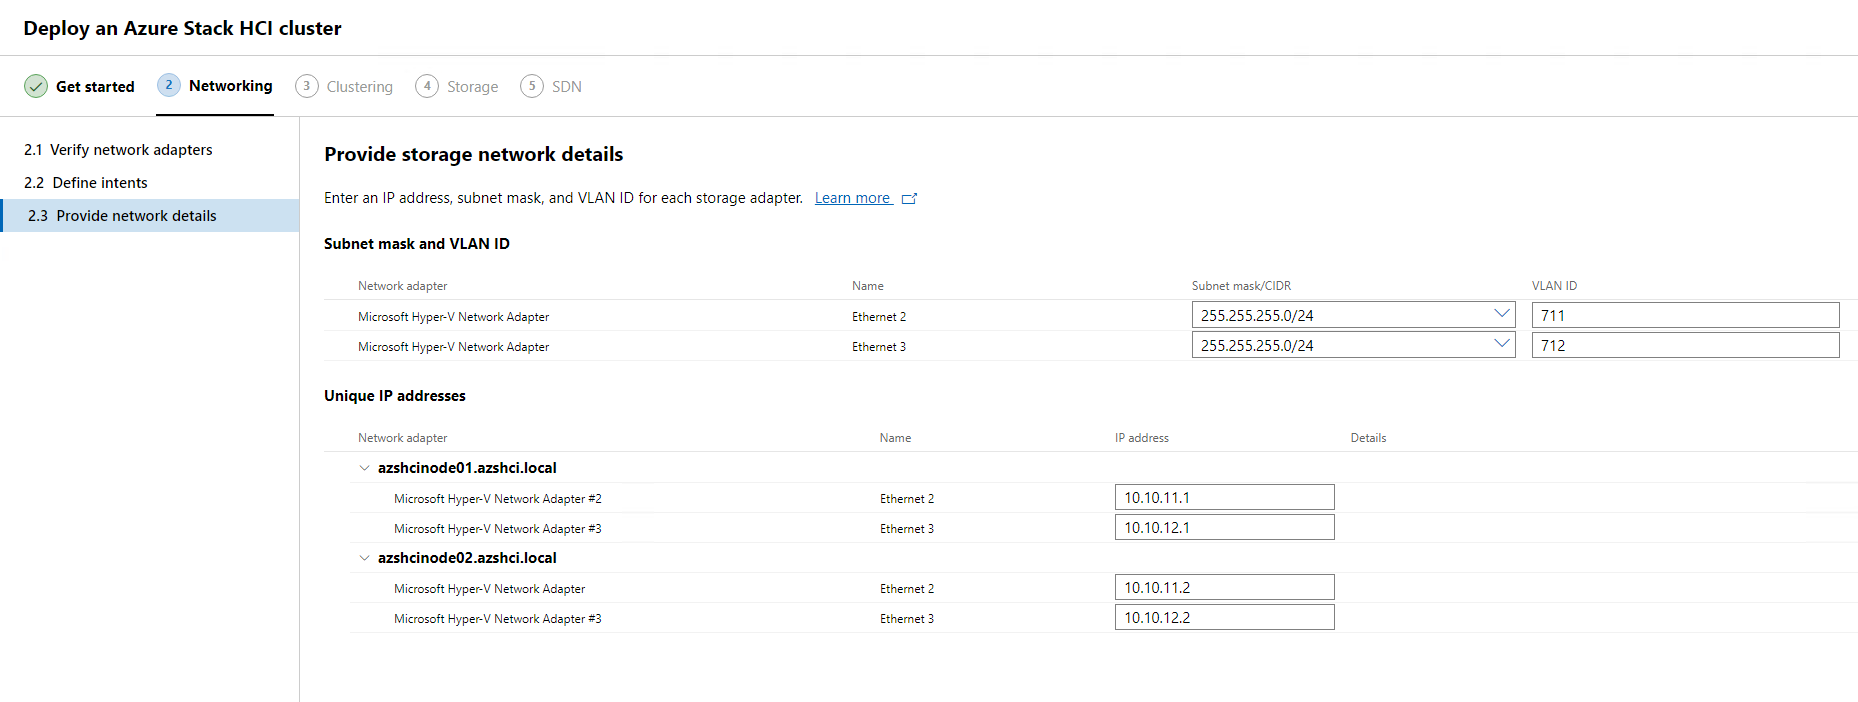 Deploy an Azure Stack HCI cluster
Get started 2 Networking 3 Clustering 4 Storage 5 SDN
2.1 Verify network adapters
2.2 Define intents
2.3 Provide network details
Provide storage network details
Enter an IP address, subnet mask, and VLAN ID for each storage adapter. Learn more
Subnet mask and VLAN ID
Network adapter Name Subnet mask/CIDR VLAN ID
Microsoft Hyper-V Network Adapter Ethernet 2 255.255.255.0/24 711
Microsoft Hyper-V Network Adapter Ethernet 3 255.255.255.0/24 712
Unique IP addresses
Network adapter Name IP address Details
azshcinode01.azshci.local
Microsoft Hyper-V Network Adapter #2 Ethernet 2 10.10.11.1
Microsoft Hyper-V Network Adapter #3 Ethernet 3 10.10.12.1
azshcinode02.azshci.local
Microsoft Hyper-V Network Adapter Ethernet 2 10.10.11.2
Microsoft Hyper-V Network Adapter #3 Ethernet 3 10.10.12.2